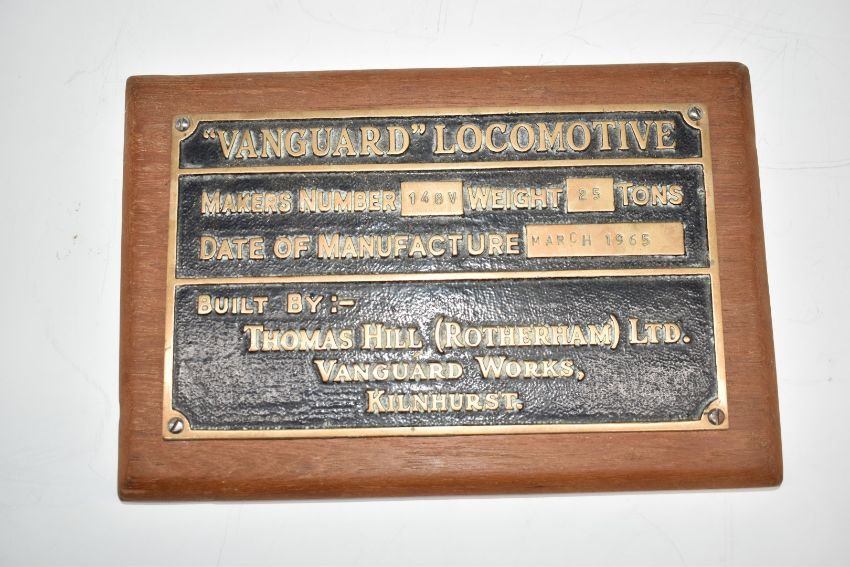 "VANGUARD" LOCOMOTIVE
MAKERS NUMBER 148V WEIGHT 25 TONS
DATE OF MANUFACTURE MARCH 1965
BUILT BY:-
THOMAS HILL (ROTHERHAM) LTD.
VANGUARD WORKS,
KILNHURST.